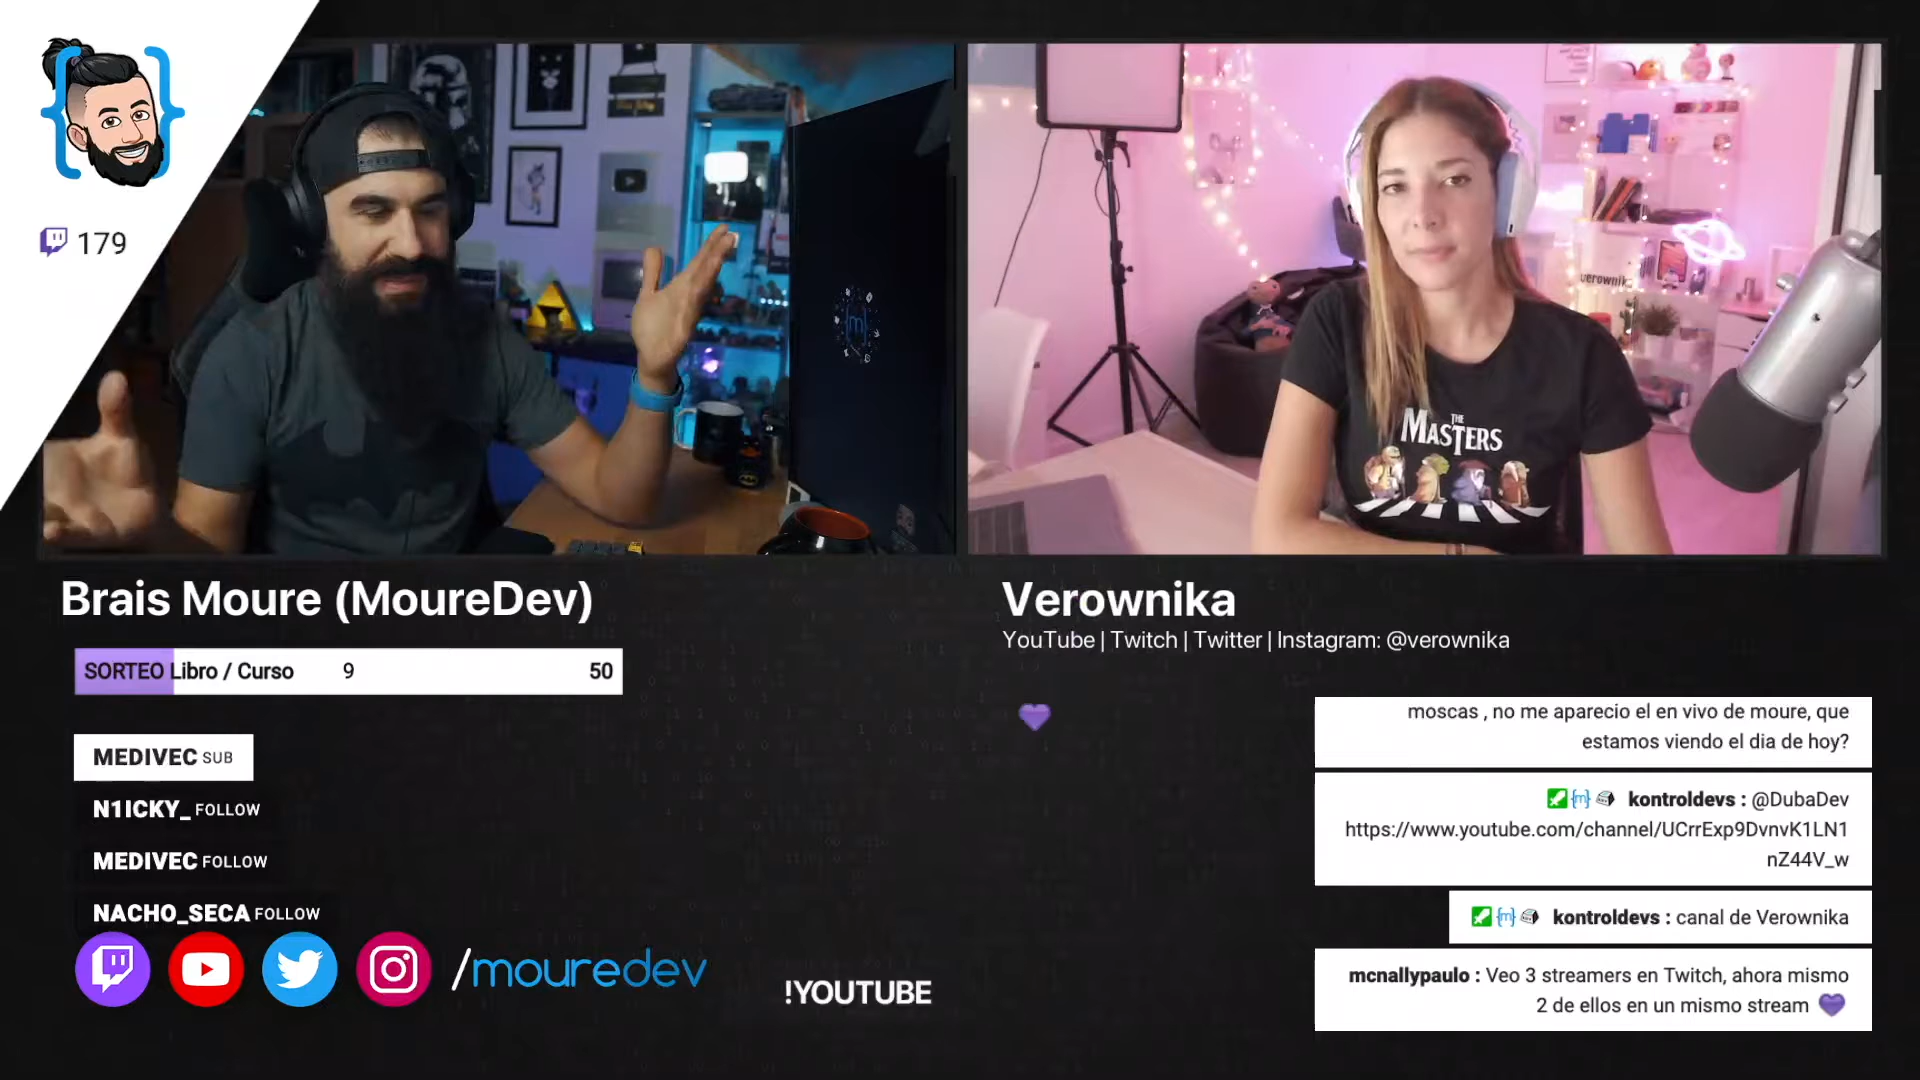 179
verownik
THE
MASTERS
{m}
Brais Moure (MoureDev)
Verownika
YouTube | Twitch | Twitter | Instagram: @verownika
SORTEO Libro / Curso 9 50
MEDIVEC SUB
N1ICKY_ FOLLOW
MEDIVEC FOLLOW
NACHO_SECA FOLLOW
/mouredev
!YOUTUBE
moscas , no me aparecio el en vivo de moure, que
estamos viendo el dia de hoy?
{m} kontroldevs : @DubaDev
https://www.youtube.com/channel/UCrrExp9DvnvK1LN1
nZ44V_w
{m} kontroldevs : canal de Verownika
mcnallypaulo : Veo 3 streamers en Twitch, ahora mismo
2 de ellos en un mismo stream